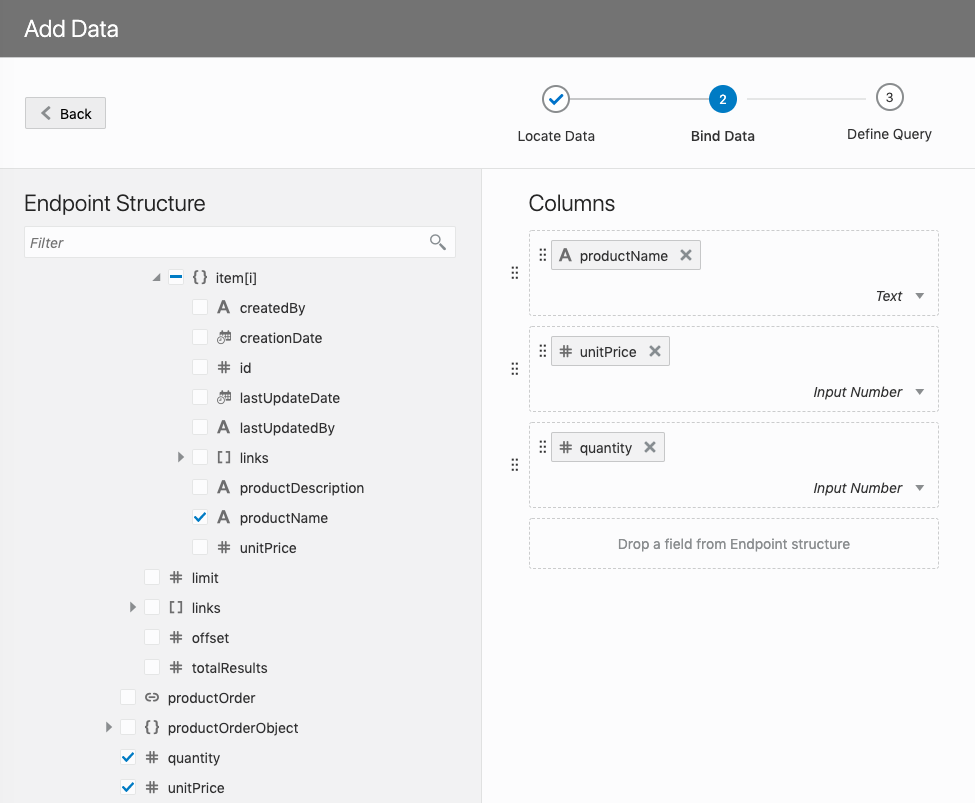 Add Data
Back
Locate Data
2
Bind Data
3
Define Query
Endpoint Structure
Filter
{} item[i]
A createdBy
creationDate
# id
lastUpdateDate
A lastUpdatedBy
[] links
A productDescription
A productName
# unitPrice
# limit
[] links
# offset
# totalResults
productOrder
{} productOrderObject
# quantity
# unitPrice
Columns
A productName
Text
# unitPrice
Input Number
# quantity
Input Number
Drop a field from Endpoint structure